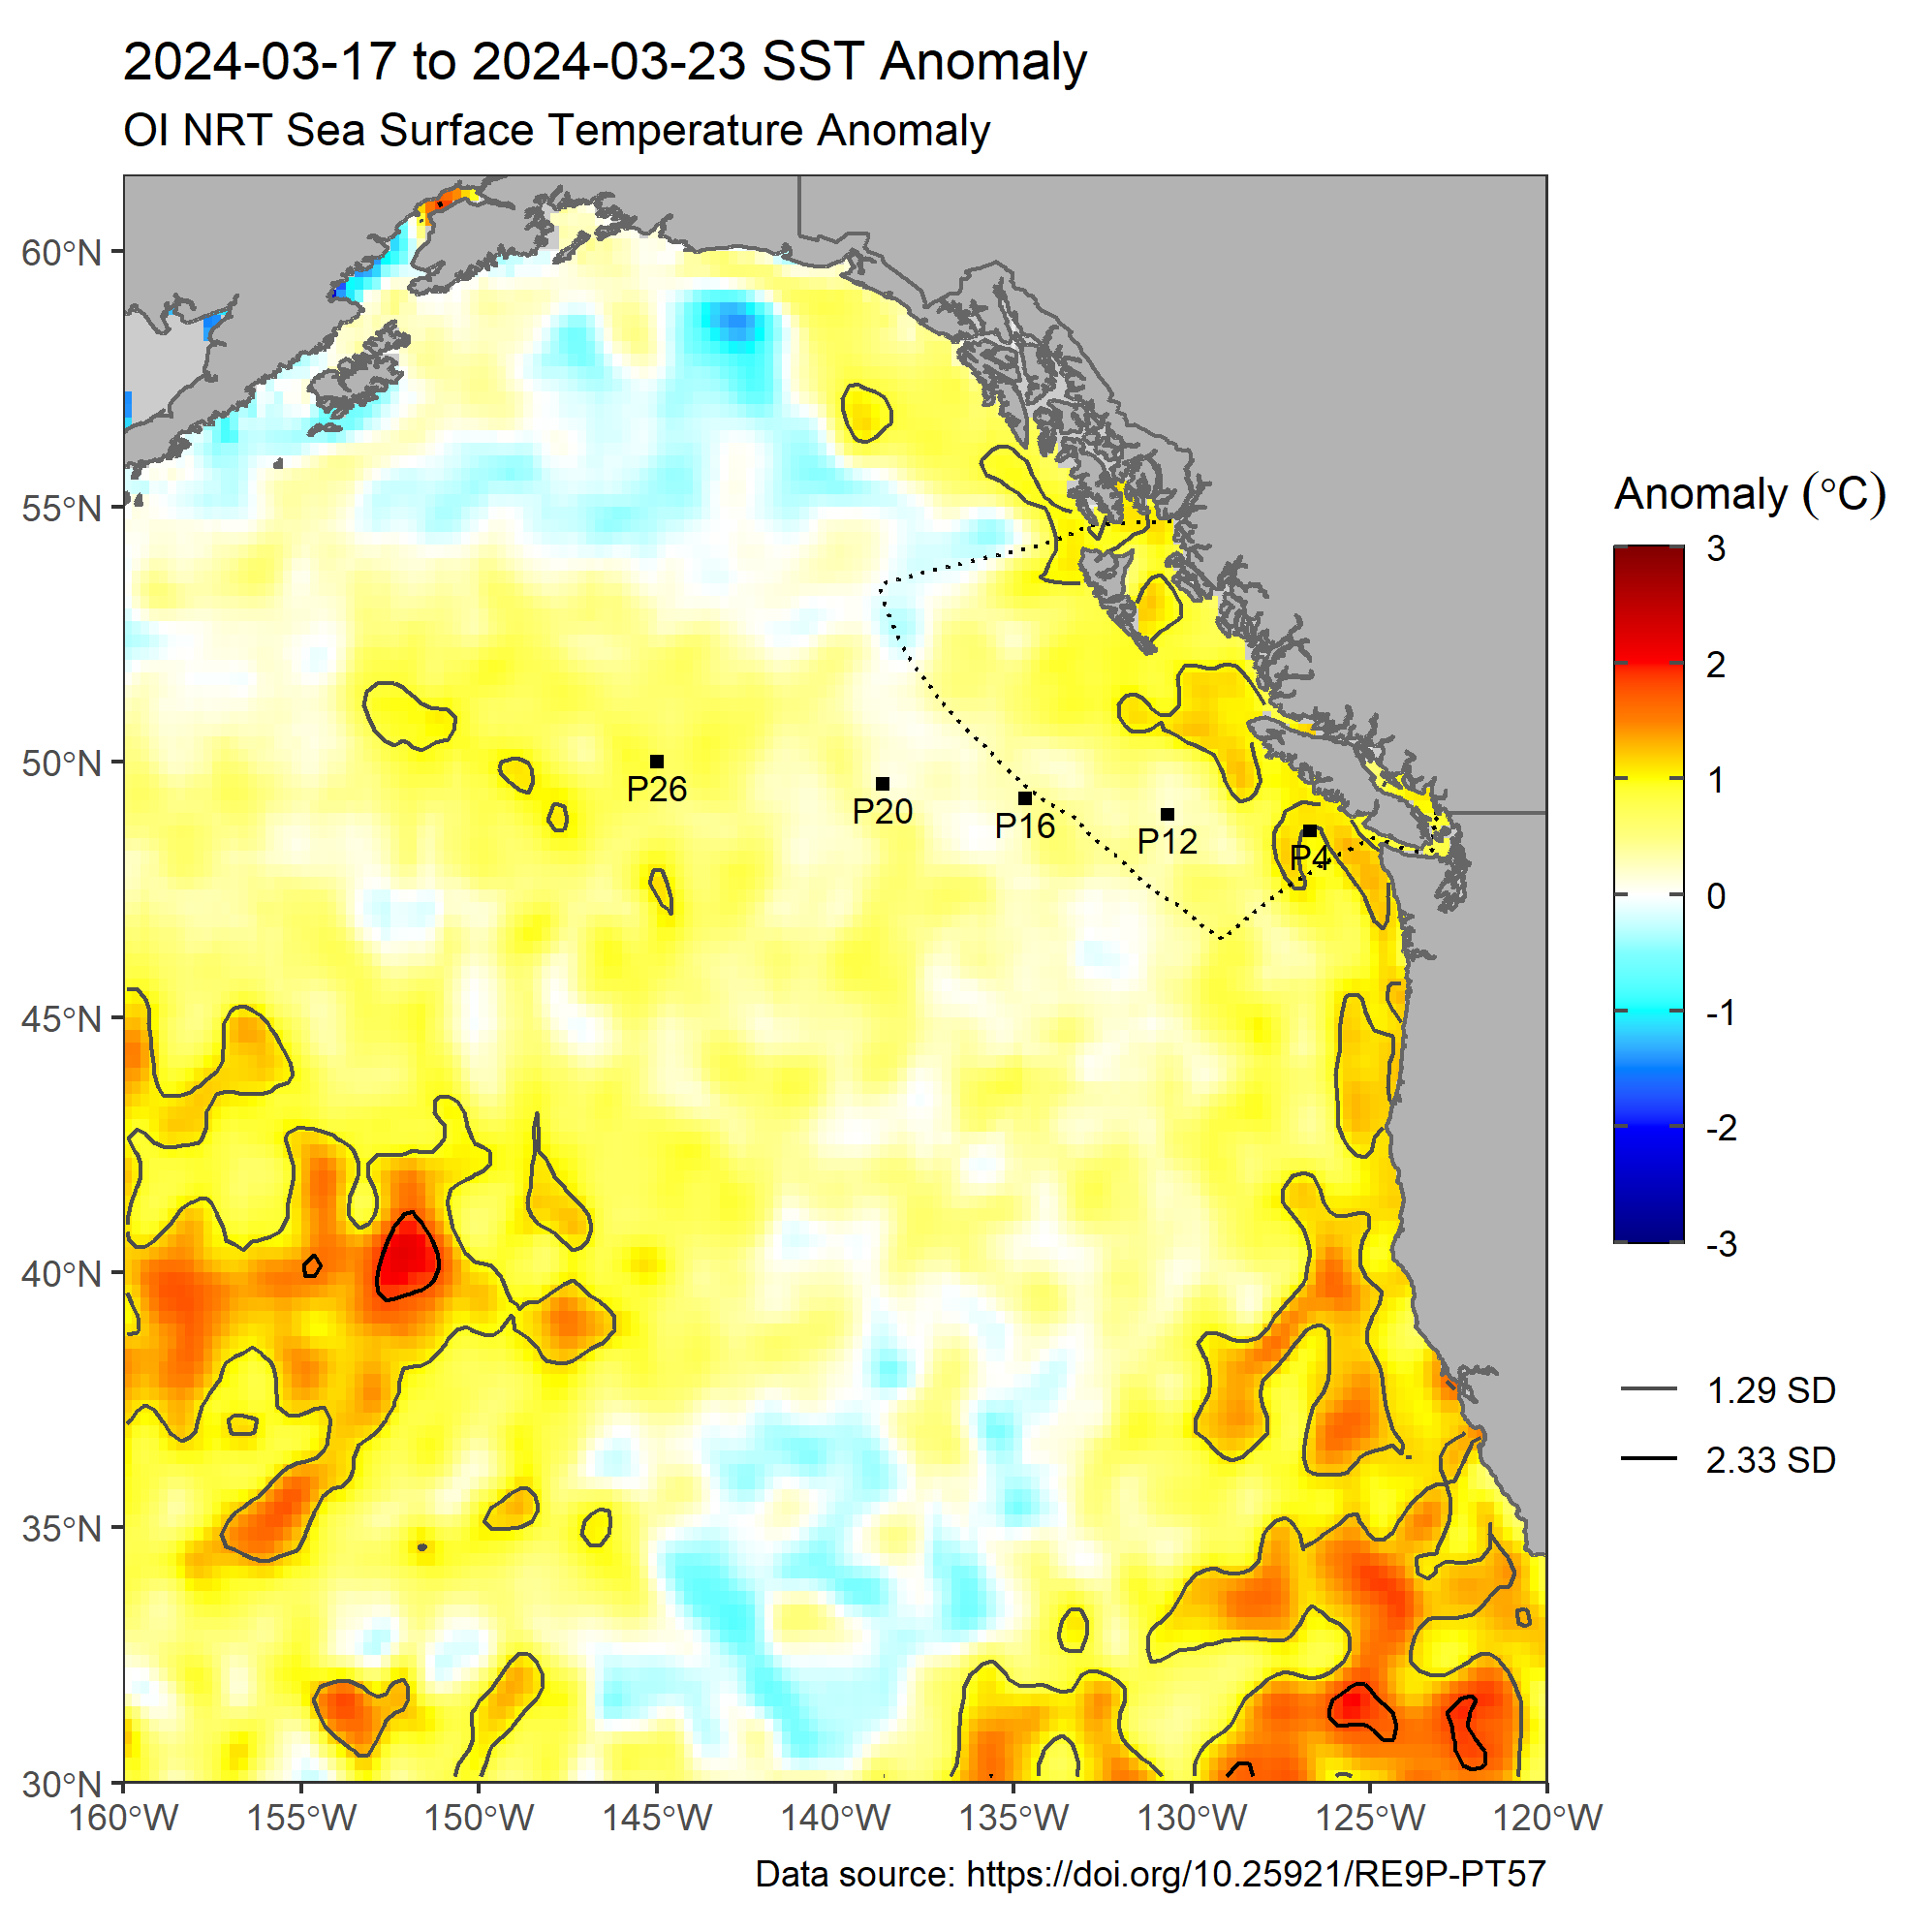 2024-03-17 to 2024-03-23 SST Anomaly
OI NRT Sea Surface Temperature Anomaly
60°N
55°N
50°N
45°N
40°N
35°N
30°N
160°W 155°W 150°W 145°W 140°W 135°W 130°W 125°W 120°W
P26
P20
P16
P12
P4
Anomaly (°C)
3
2
1
0
-1
-2
-3
1.29 SD
2.33 SD
Data source: https://doi.org/10.25921/RE9P-PT57